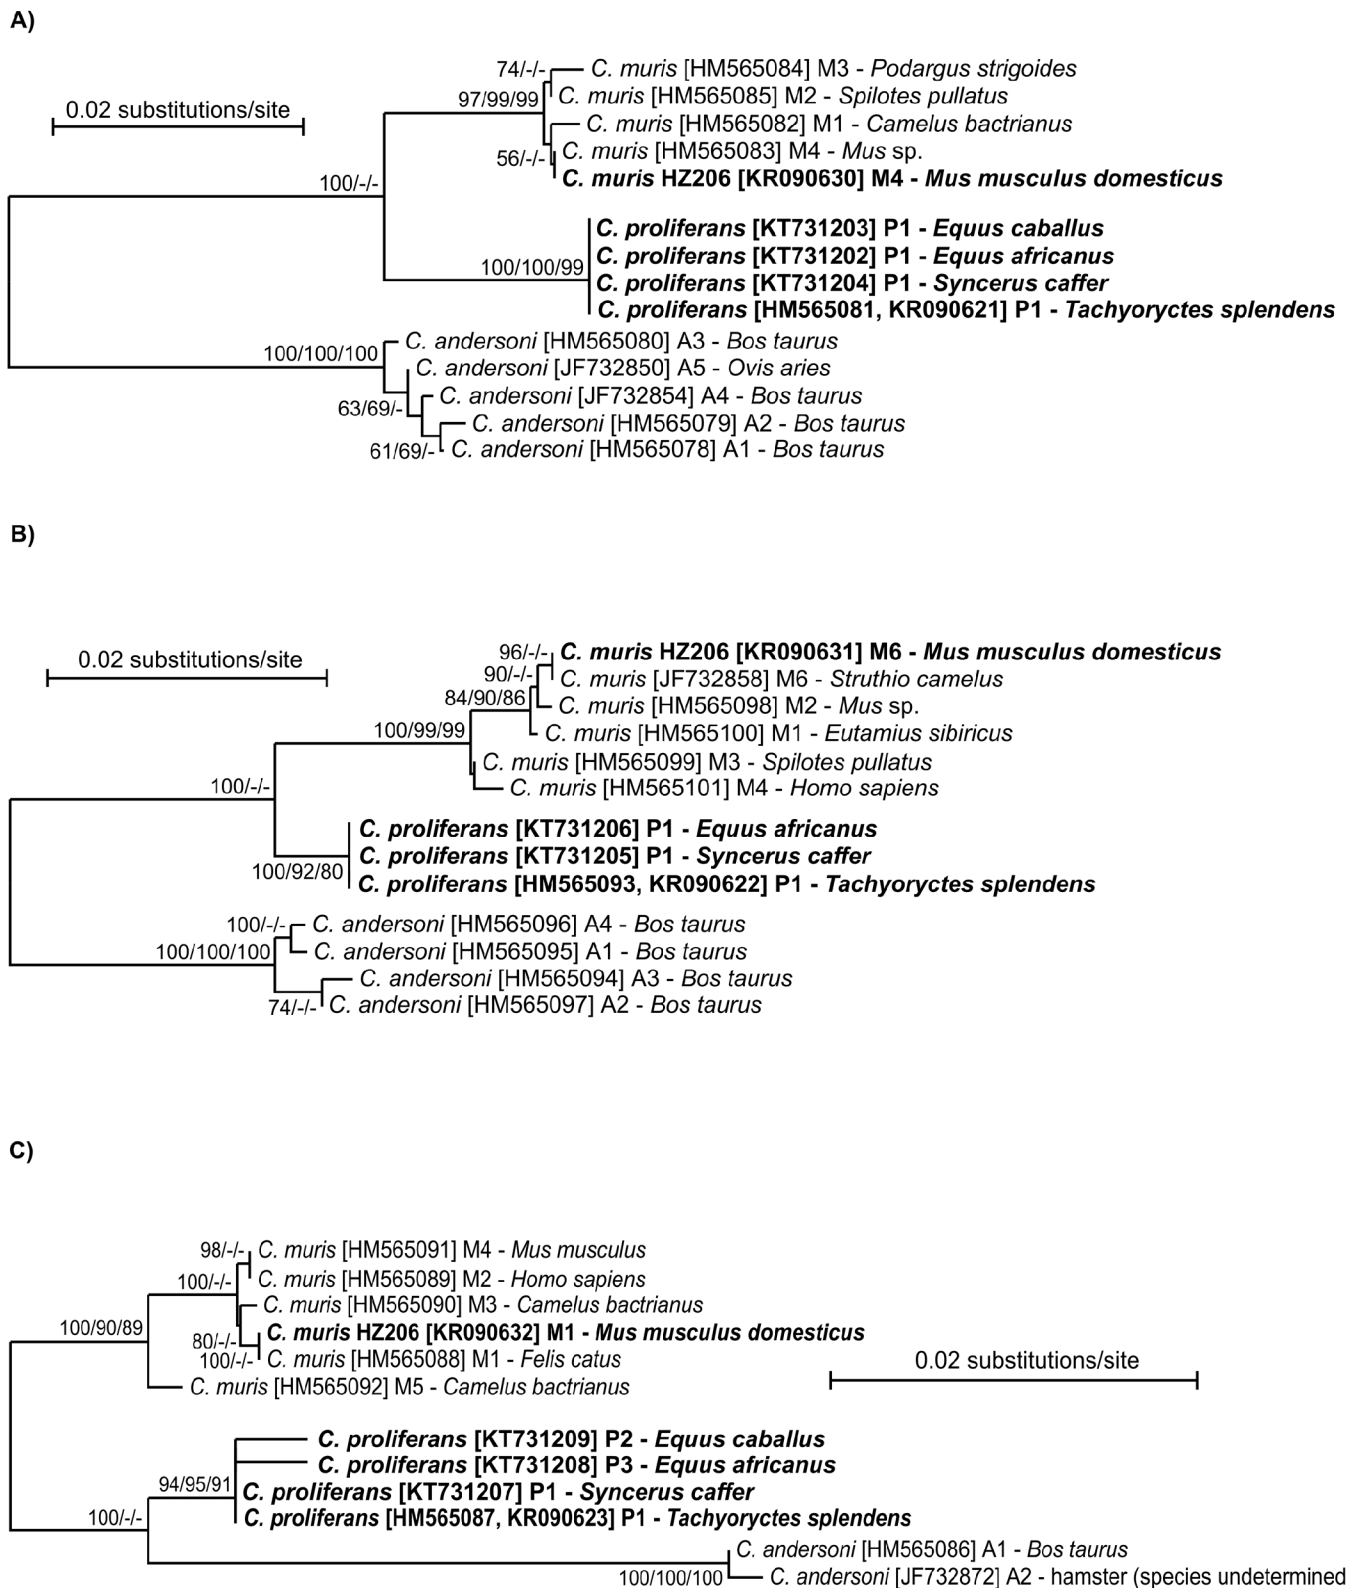 A)
0.02 substitutions/site
74/-/-
C. muris [HM565084] M3 - Podargus strigoides
97/99/99
C. muris [HM565085] M2 - Spilotes pullatus
C. muris [HM565082] M1 - Camelus bactrianus
56/-/-
C. muris [HM565083] M4 - Mus sp.
C. muris HZ206 [KR090630] M4 - Mus musculus domesticus
100/-/-
C. proliferans [KT731203] P1 - Equus caballus
C. proliferans [KT731202] P1 - Equus africanus
100/100/99
C. proliferans [KT731204] P1 - Syncerus caffer
C. proliferans [HM565081, KR090621] P1 - Tachyoryctes splendens
100/100/100
C. andersoni [HM565080] A3 - Bos taurus
C. andersoni [JF732850] A5 - Ovis aries
63/69/-
C. andersoni [JF732854] A4 - Bos taurus
C. andersoni [HM565079] A2 - Bos taurus
61/69/-
C. andersoni [HM565078] A1 - Bos taurus
B)
0.02 substitutions/site
96/-/-
C. muris HZ206 [KR090631] M6 - Mus musculus domesticus
90/-/-
C. muris [JF732858] M6 - Struthio camelus
84/90/86
C. muris [HM565098] M2 - Mus sp.
100/99/99
C. muris [HM565100] M1 - Eutamius sibiricus
C. muris [HM565099] M3 - Spilotes pullatus
100/-/-
C. muris [HM565101] M4 - Homo sapiens
C. proliferans [KT731206] P1 - Equus africanus
C. proliferans [KT731205] P1 - Syncerus caffer
100/92/80
C. proliferans [HM565093, KR090622] P1 - Tachyoryctes splendens
100/-/-
C. andersoni [HM565096] A4 - Bos taurus
100/100/100
C. andersoni [HM565095] A1 - Bos taurus
C. andersoni [HM565094] A3 - Bos taurus
74/-/-
C. andersoni [HM565097] A2 - Bos taurus
C)
98/-/-
C. muris [HM565091] M4 - Mus musculus
100/-/-
C. muris [HM565089] M2 - Homo sapiens
C. muris [HM565090] M3 - Camelus bactrianus
100/90/89
80/-/-
C. muris HZ206 [KR090632] M1 - Mus musculus domesticus
100/-/-
C. muris [HM565088] M1 - Felis catus
0.02 substitutions/site
C. muris [HM565092] M5 - Camelus bactrianus
C. proliferans [KT731209] P2 - Equus caballus
C. proliferans [KT731208] P3 - Equus africanus
94/95/91
C. proliferans [KT731207] P1 - Syncerus caffer
100/-/-
C. proliferans [HM565087, KR090623] P1 - Tachyoryctes splendens
C. andersoni [HM565086] A1 - Bos taurus
100/100/100
C. andersoni [JF732872] A2 - hamster (species undetermined